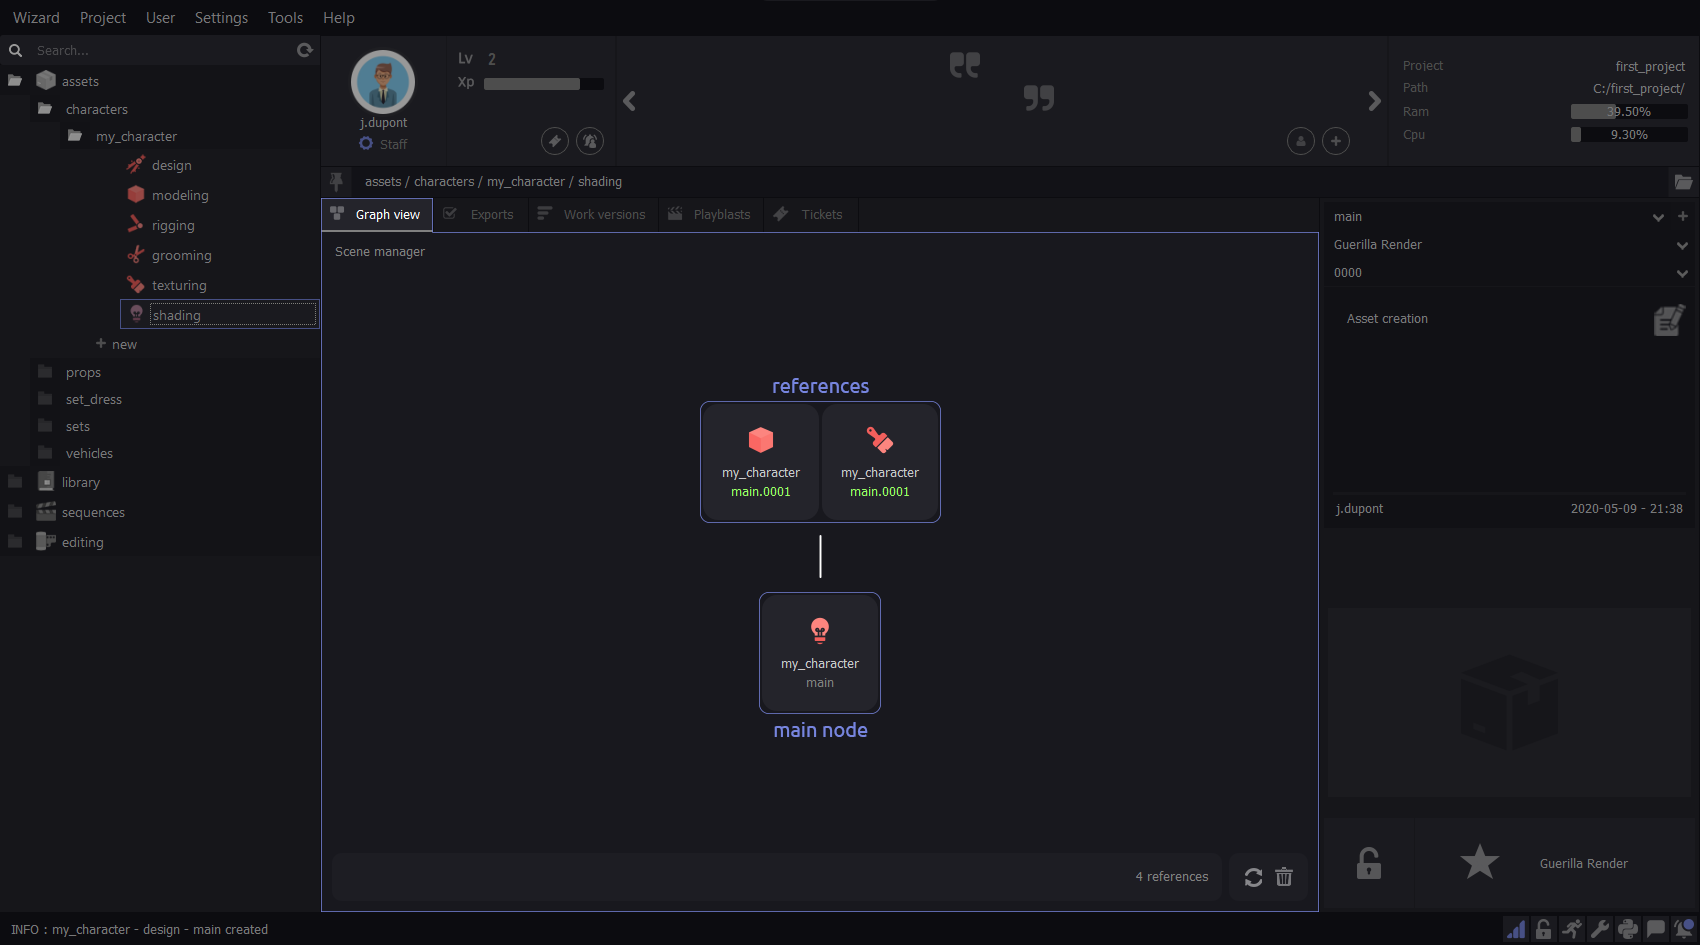 Wizard Project User Settings Tools Help
Search...
assets
characters
my_character
design
modeling
rigging
grooming
texturing
shading
+ new
props
set_dress
sets
vehicles
library
sequences
editing
j.dupont
Staff
Lv 2
Xp
Project first_project
Path C:/first_project/
Ram 39.50%
Cpu 9.30%
assets / characters / my_character / shading
Graph view Exports Work versions Playblasts Tickets
Scene manager
references
my_character
main.0001
my_character
main.0001
my_character
main
main node
4 references
main
Guerilla Render
0000
Asset creation
j.dupont 2020-05-09 - 21:38
Guerilla Render
INFO : my_character - design - main created